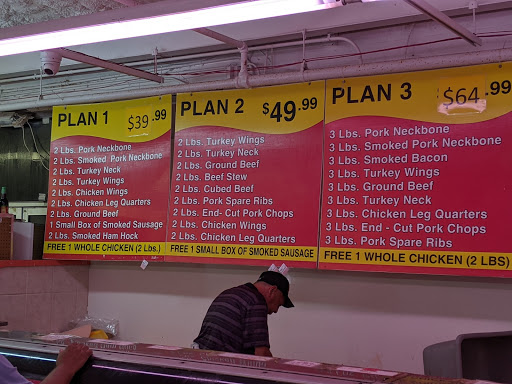 PLAN 1 $39.99
2 Lbs. Pork Neckbone
2 Lbs. Smoked Pork Neckbone
2 Lbs. Turkey Neck
2 Lbs. Turkey Wings
2 Lbs. Chicken Wings
2 Lbs. Chicken Leg Quarters
2 Lbs. Ground Beef
1 Small Box of Smoked Sausage
2 Lbs. Smoked Ham Hock
FREE 1 WHOLE CHICKEN (2 Lbs.)
PLAN 2 $49.99
2 Lbs. Turkey Wings
2 Lbs. Turkey Neck
2 Lbs. Ground Beef
2 Lbs. Beef Stew
2 Lbs. Cubed Beef
2 Lbs. Pork Spare Ribs
2 Lbs. End- Cut Pork Chops
2 Lbs. Chicken Wings
2 Lbs. Chicken Leg Quarters
FREE 1 SMALL BOX OF SMOKED SAUSAGE
PLAN 3 $64.99
3 Lbs. Pork Neckbone
3 Lbs. Smoked Pork Neckbone
3 Lbs. Smoked Bacon
3 Lbs. Turkey Wings
3 Lbs. Ground Beef
3 Lbs. Turkey Neck
3 Lbs. Chicken Leg Quarters
3 Lbs. End - Cut Pork Chops
3 Lbs. Pork Spare Ribs
FREE 1 WHOLE CHICKEN (2 LBS)